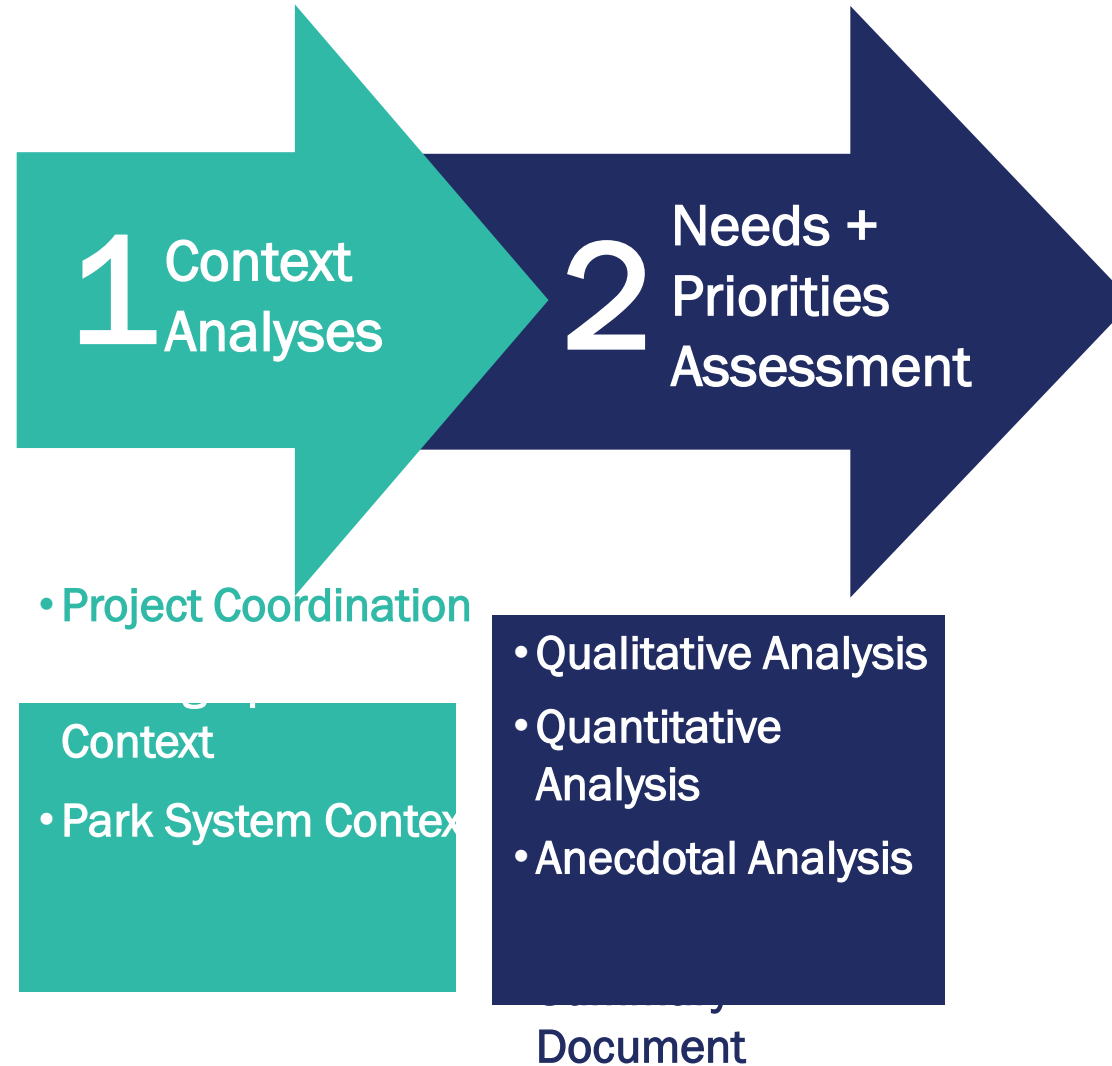 1
Context
Analyses
2
Needs +
Priorities
Assessment
• Project Coordination
Context
• Park System Contex
• Qualitative Analysis
• Quantitative
Analysis
• Anecdotal Analysis
Document